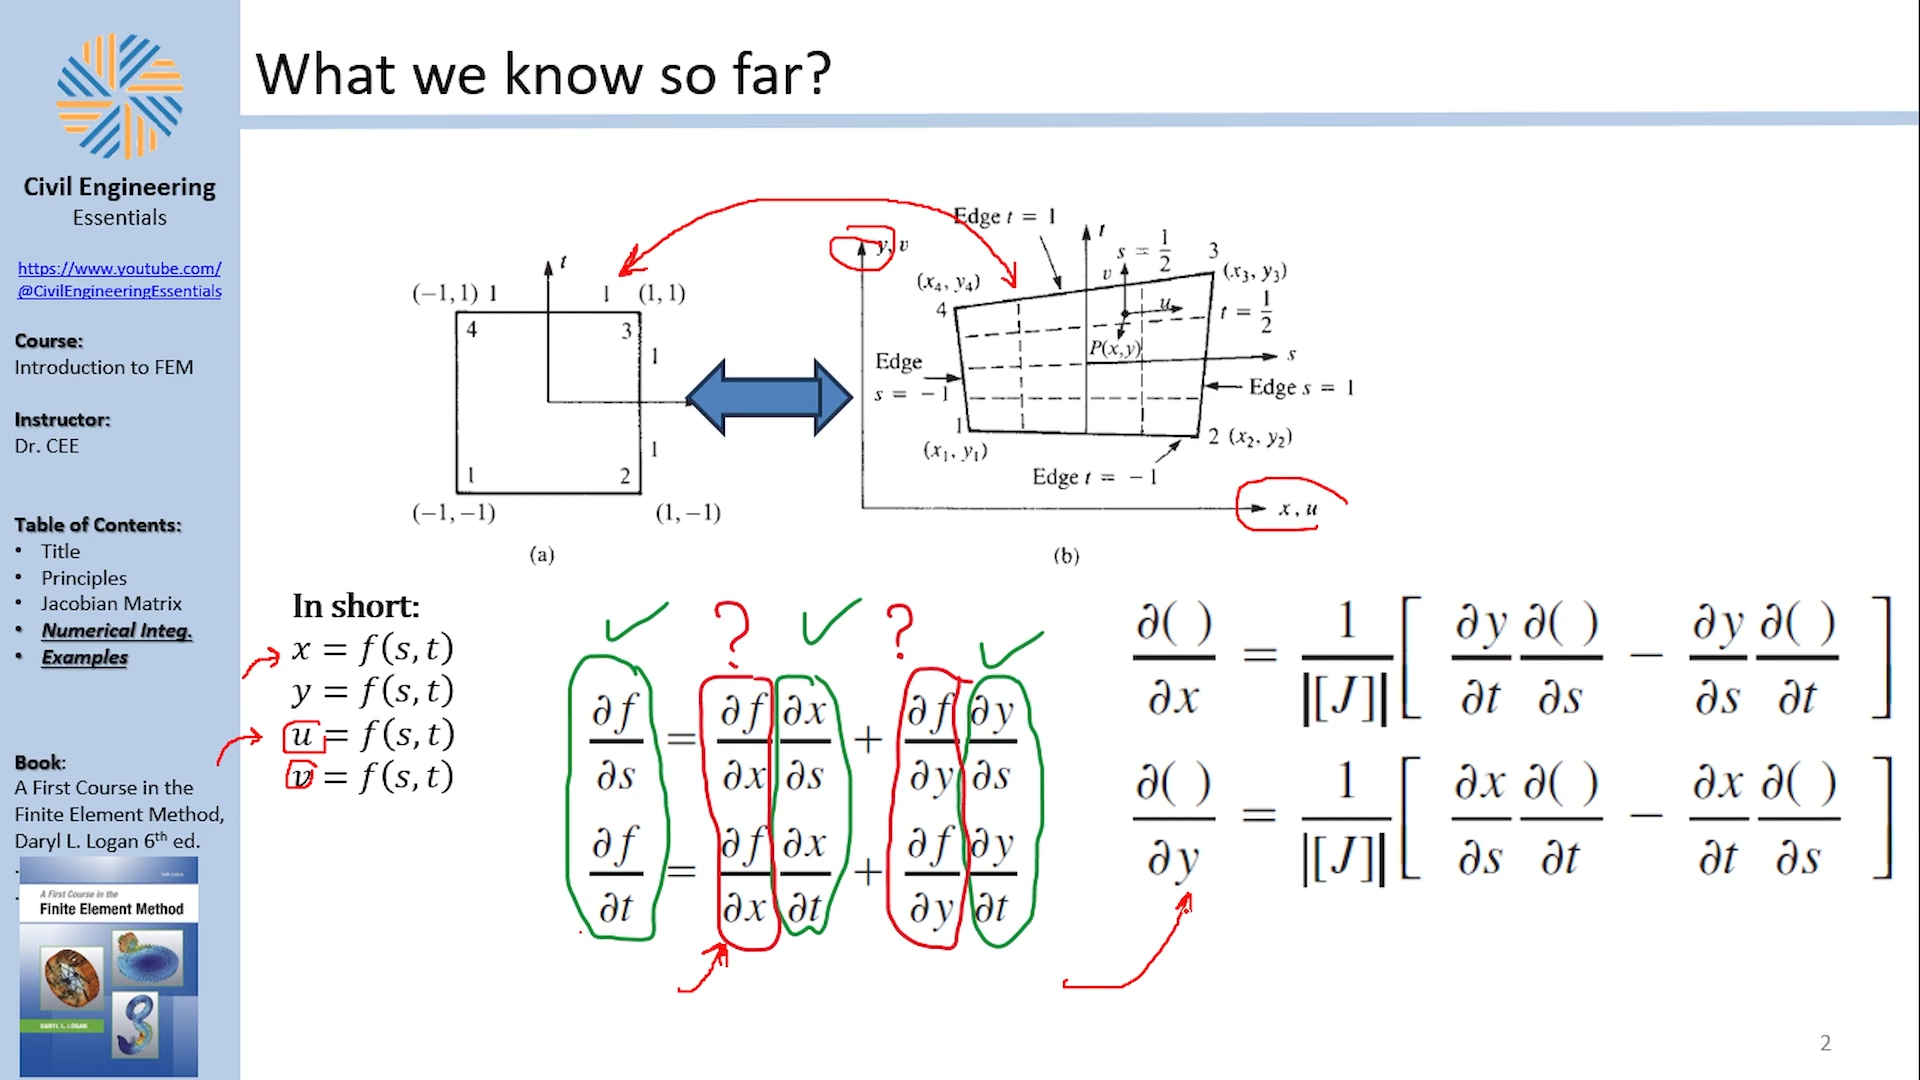 What we know so far?
Civil Engineering
Essentials
https://www.youtube.com/
@CivilEngineeringEssentials
Course:
Introduction to FEM
Instructor:
Dr. CEE
Table of Contents:
• Title
• Principles
• Jacobian Matrix
• Numerical Integ.
• Examples
Book:
A First Course in the
Finite Element Method,
Daryl L. Logan 6th ed.
A First Course in the
Finite Element Method
DARYL L. LOGAN
t
(−1, 1) 1
1 (1, 1)
4
3
1
1
1
2
(−1, −1)
(1, −1)
(a)
y, v
Edge t = 1
t
s = 1/2
3
(x₃, y₃)
(x₄, y₄)
4
v
u
t = 1/2
P(x, y)
s
Edge
s = −1
Edge s = 1
1
(x₁, y₁)
2 (x₂, y₂)
Edge t = −1
x, u
(b)
In short:
x = f(s, t)
y = f(s, t)
u = f(s, t)
v = f(s, t)
? ?
∂f/∂s = ∂f/∂x ∂x/∂s + ∂f/∂y ∂y/∂s
∂f/∂t = ∂f/∂x ∂x/∂t + ∂f/∂y ∂y/∂t
∂( )/∂x = 1/|[J]| [ ∂y/∂t ∂( )/∂s − ∂y/∂s ∂( )/∂t ]
∂( )/∂y = 1/|[J]| [ ∂x/∂s ∂( )/∂t − ∂x/∂t ∂( )/∂s ]
2